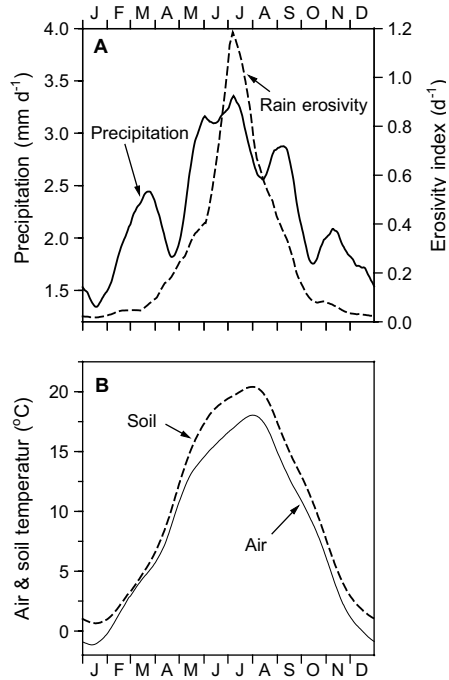 J F M A M J J A S O N D
A
Precipitation (mm d-1)
4.0
3.5
3.0
2.5
2.0
1.5
Precipitation
Rain erosivity
1.2
1.0
0.8
0.6
0.4
0.2
0.0
Erosivity index (d-1)
B
Air & soil temperatur (oC)
20
15
10
5
0
Soil
Air
J F M A M J J A S O N D